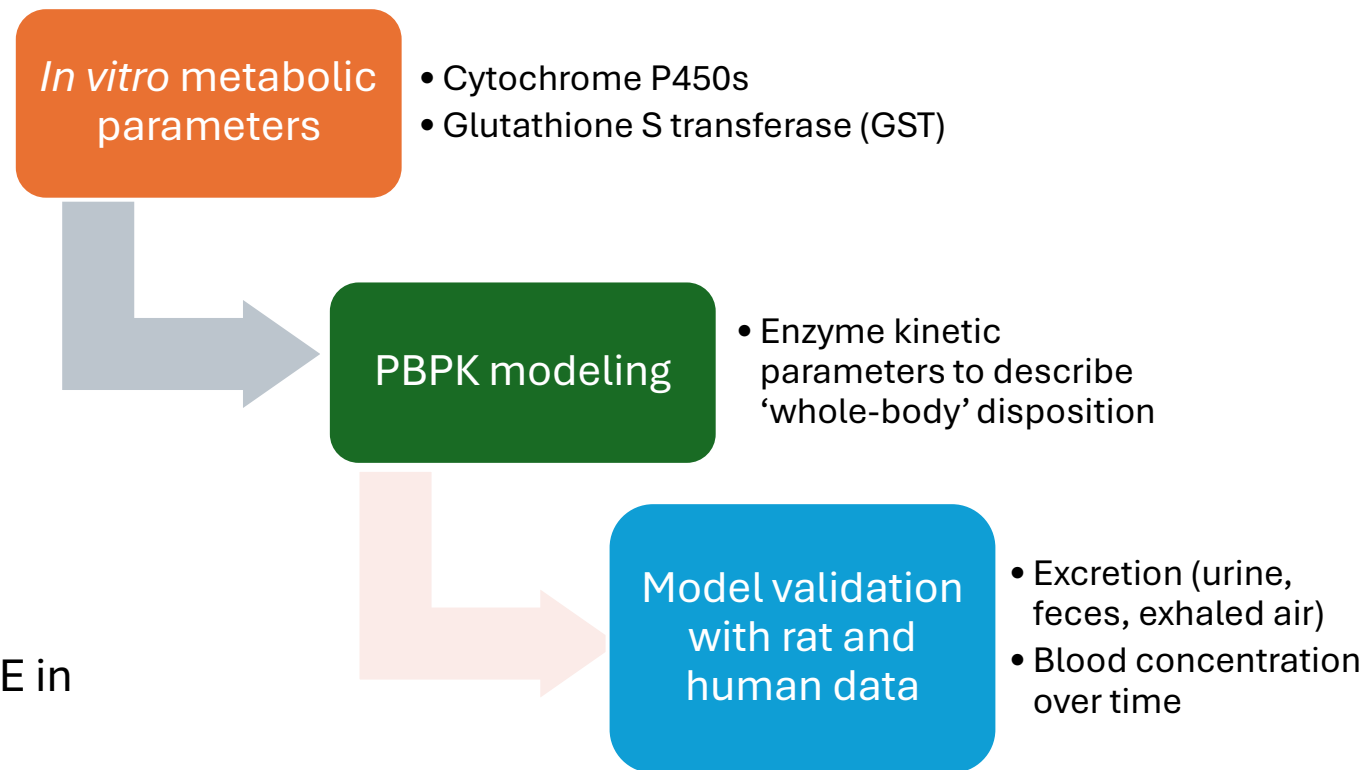 In vitro metabolic
parameters
• Cytochrome P450s
• Glutathione S transferase (GST)
PBPK modeling
• Enzyme kinetic
parameters to describe
‘whole-body’ disposition
Model validation
with rat and
human data
• Excretion (urine,
feces, exhaled air)
• Blood concentration
over time
E in